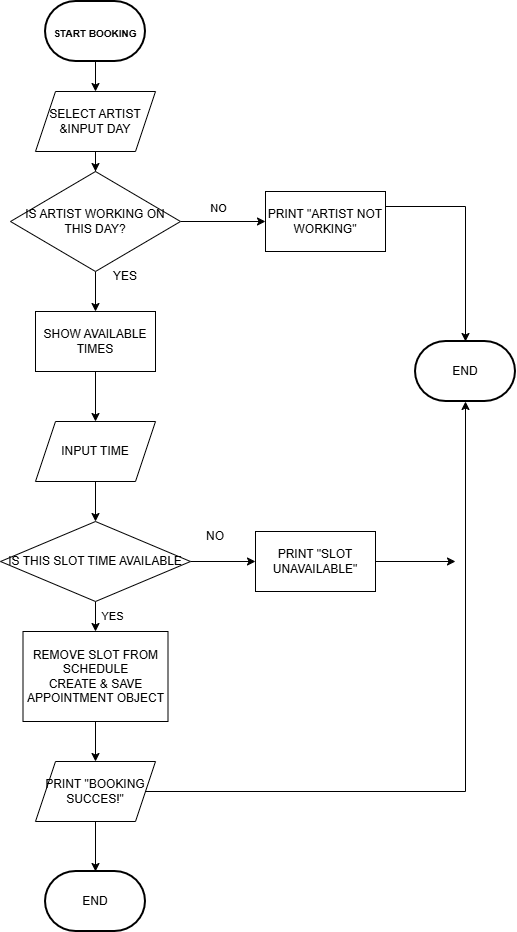 START BOOKING
SELECT ARTIST
&INPUT DAY
IS ARTIST WORKING ON
THIS DAY?
NO
PRINT "ARTIST NOT
WORKING"
YES
SHOW AVAILABLE
TIMES
END
INPUT TIME
IS THIS SLOT TIME AVAILABLE
NO
PRINT "SLOT
UNAVAILABLE"
YES
REMOVE SLOT FROM
SCHEDULE
CREATE & SAVE
APPOINTMENT OBJECT
PRINT "BOOKING
SUCCES!"
END